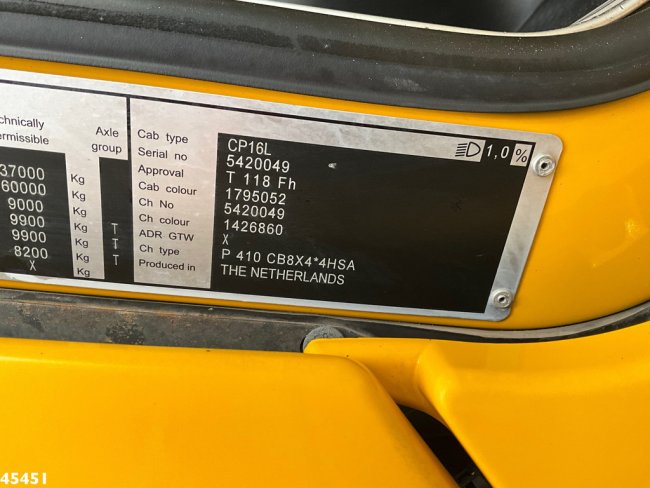 chnically
ermissible
Axle
group
37000 Kg
60000 Kg
9000 Kg
9900 Kg T
9900 Kg T
8200 Kg T
X Kg
Cab type CP16L
Serial no 5420049
Approval T 118 Fh
Cab colour 1795052
Ch No 5420049
Ch colour 1426860
ADR GTW X
Ch type P 410 CB8X4*4HSA
Produced in THE NETHERLANDS
1,0 %
45451